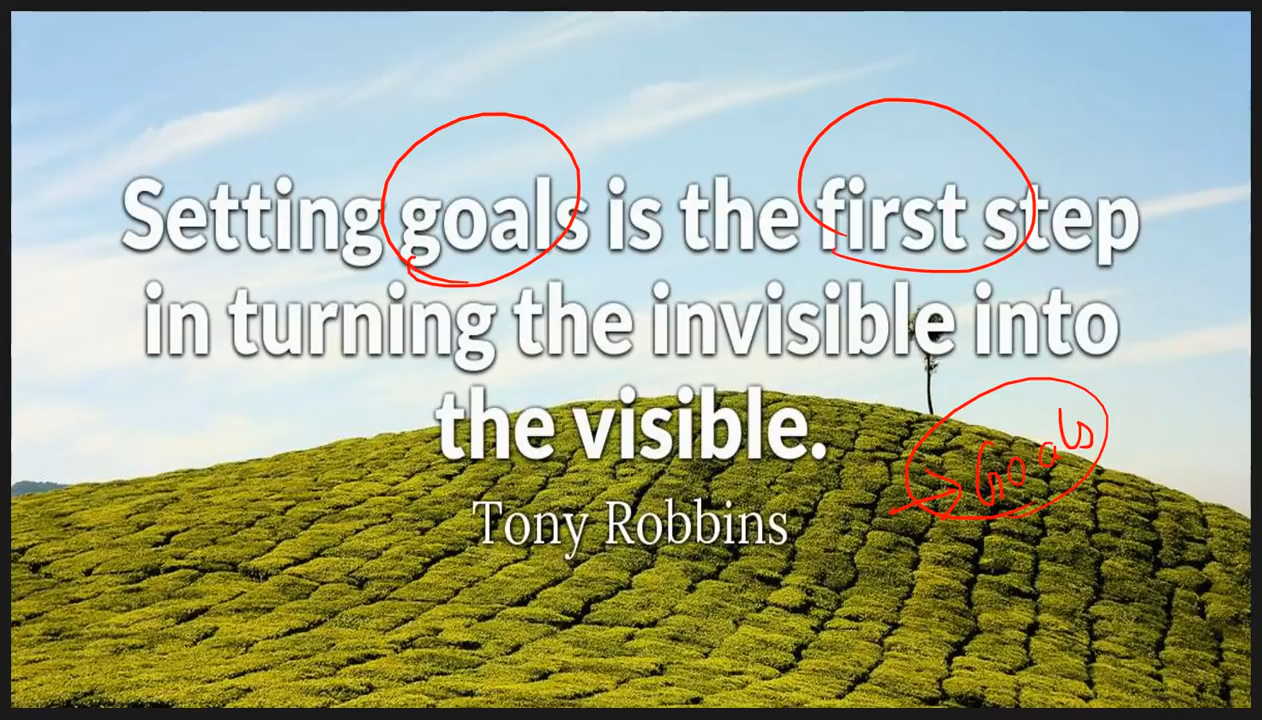 Setting goals is the first step
in turning the invisible into
the visible.
Tony Robbins
Goals